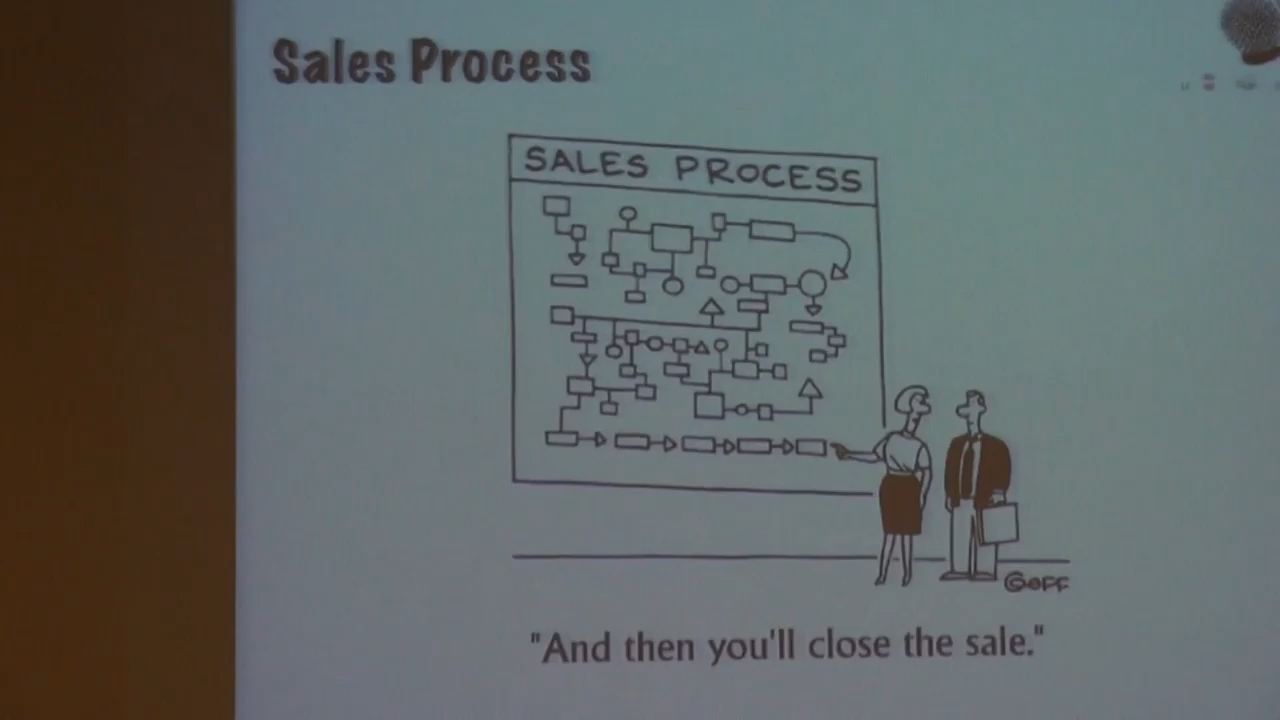 Sales Process
SALES PROCESS
GOFF
"And then you'll close the sale."